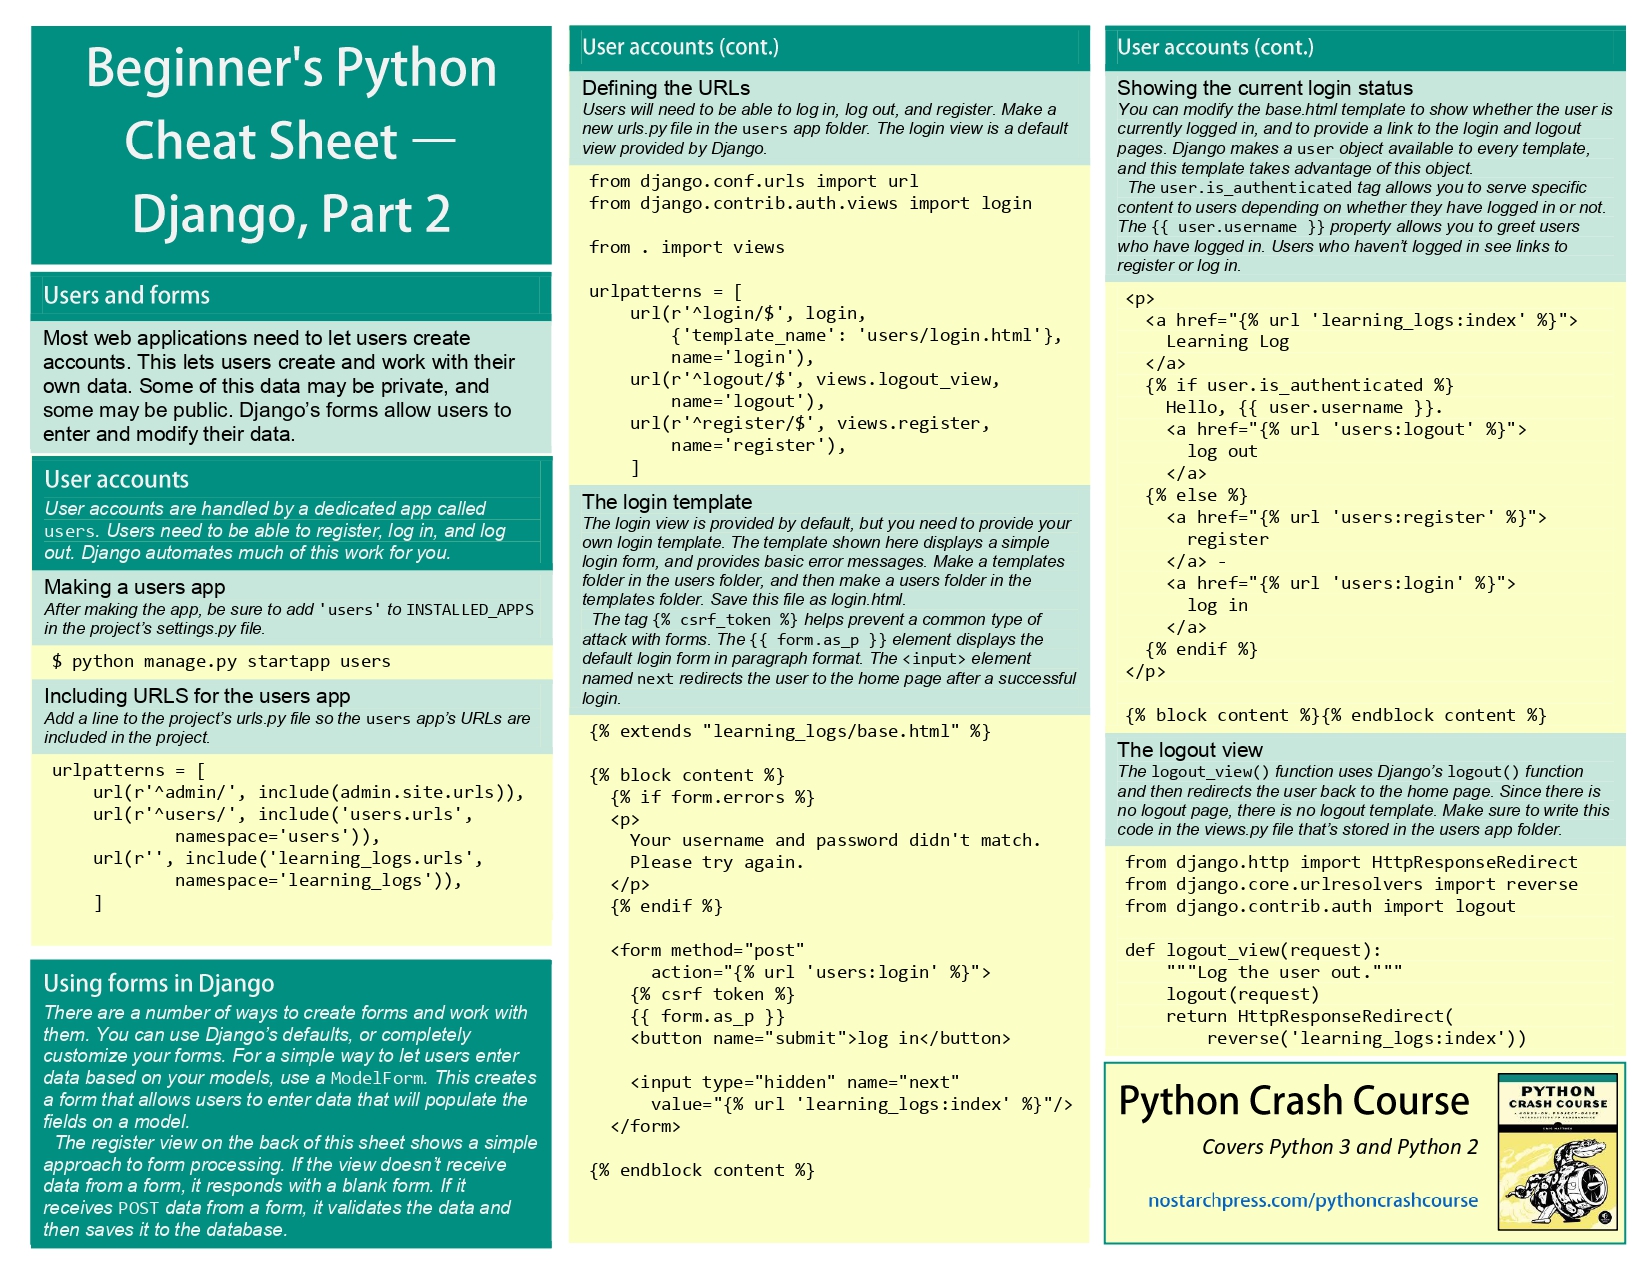 Beginner's Python
Cheat Sheet —
Django, Part 2
Users and forms
Most web applications need to let users create
accounts. This lets users create and work with their
own data. Some of this data may be private, and
some may be public. Django’s forms allow users to
enter and modify their data.
User accounts
User accounts are handled by a dedicated app called
users. Users need to be able to register, log in, and log
out. Django automates much of this work for you.
Making a users app
After making the app, be sure to add 'users' to INSTALLED_APPS
in the project’s settings.py file.
$ python manage.py startapp users
Including URLS for the users app
Add a line to the project’s urls.py file so the users app’s URLs are
included in the project.
urlpatterns = [
    url(r'^admin/', include(admin.site.urls)),
    url(r'^users/', include('users.urls',
            namespace='users')),
    url(r'', include('learning_logs.urls',
            namespace='learning_logs')),
    ]
Using forms in Django
There are a number of ways to create forms and work with
them. You can use Django’s defaults, or completely
customize your forms. For a simple way to let users enter
data based on your models, use a ModelForm. This creates
a form that allows users to enter data that will populate the
fields on a model.
The register view on the back of this sheet shows a simple
approach to form processing. If the view doesn’t receive
data from a form, it responds with a blank form. If it
receives POST data from a form, it validates the data and
then saves it to the database.
User accounts (cont.)
Defining the URLs
Users will need to be able to log in, log out, and register. Make a
new urls.py file in the users app folder. The login view is a default
view provided by Django.
from django.conf.urls import url
from django.contrib.auth.views import login
from . import views
urlpatterns = [
    url(r'^login/$', login,
        {'template_name': 'users/login.html'},
        name='login'),
    url(r'^logout/$', views.logout_view,
        name='logout'),
    url(r'^register/$', views.register,
        name='register'),
    ]
The login template
The login view is provided by default, but you need to provide your
own login template. The template shown here displays a simple
login form, and provides basic error messages. Make a templates
folder in the users folder, and then make a users folder in the
templates folder. Save this file as login.html.
The tag {% csrf_token %} helps prevent a common type of
attack with forms. The {{ form.as_p }} element displays the
default login form in paragraph format. The <input> element
named next redirects the user to the home page after a successful
login.
{% extends "learning_logs/base.html" %}
{% block content %}
  {% if form.errors %}
  <p>
    Your username and password didn't match.
    Please try again.
  </p>
  {% endif %}
  <form method="post"
      action="{% url 'users:login' %}">
    {% csrf token %}
    {{ form.as_p }}
    <button name="submit">log in</button>
    <input type="hidden" name="next"
      value="{% url 'learning_logs:index' %}"/>
  </form>
{% endblock content %}
User accounts (cont.)
Showing the current login status
You can modify the base.html template to show whether the user is
currently logged in, and to provide a link to the login and logout
pages. Django makes a user object available to every template,
and this template takes advantage of this object.
The user.is_authenticated tag allows you to serve specific
content to users depending on whether they have logged in or not.
The {{ user.username }} property allows you to greet users
who have logged in. Users who haven’t logged in see links to
register or log in.
<p>
  <a href="{% url 'learning_logs:index' %}">
    Learning Log
  </a>
  {% if user.is_authenticated %}
    Hello, {{ user.username }}.
    <a href="{% url 'users:logout' %}">
      log out
    </a>
  {% else %}
    <a href="{% url 'users:register' %}">
      register
    </a> -
    <a href="{% url 'users:login' %}">
      log in
    </a>
  {% endif %}
</p>
{% block content %}{% endblock content %}
The logout view
The logout_view() function uses Django’s logout() function
and then redirects the user back to the home page. Since there is
no logout page, there is no logout template. Make sure to write this
code in the views.py file that’s stored in the users app folder.
from django.http import HttpResponseRedirect
from django.core.urlresolvers import reverse
from django.contrib.auth import logout
def logout_view(request):
    """Log the user out."""
    logout(request)
    return HttpResponseRedirect(
        reverse('learning_logs:index'))
Python Crash Course
Covers Python 3 and Python 2
nostarchpress.com/pythoncrashcourse
PYTHON
CRASH COURSE